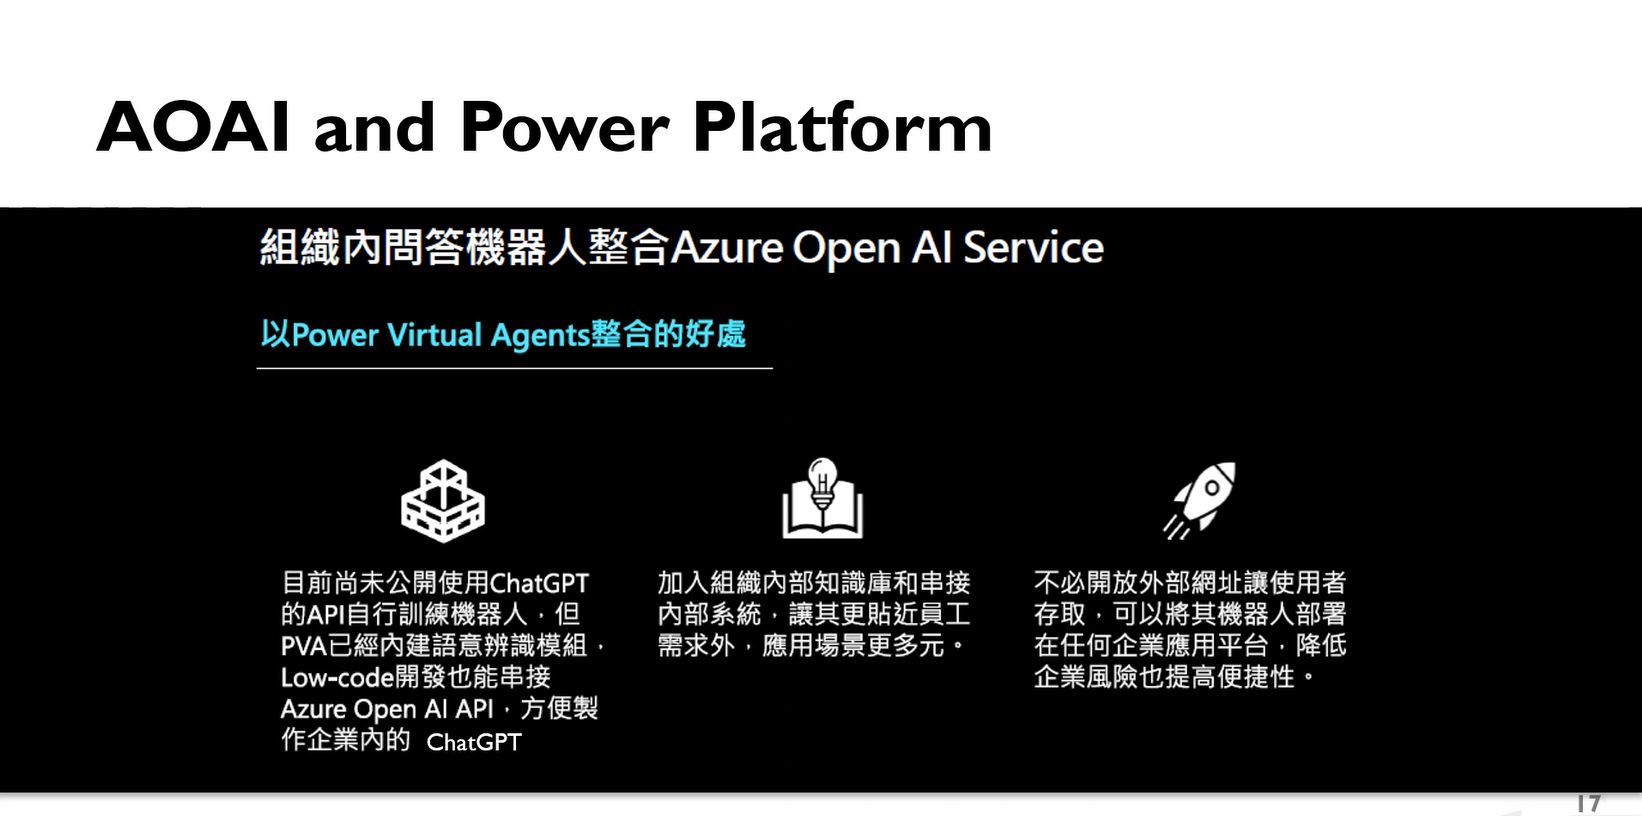 AOAI and Power Platform
組織內問答機器人整合Azure Open AI Service
以Power Virtual Agents整合的好處
目前尚未公開使用ChatGPT
的API自行訓練機器人，但
PVA已經內建語意辨識模組，
Low-code開發也能串接
Azure Open AI API，方便製
作企業內的 ChatGPT
加入組織內部知識庫和串接
內部系統，讓其更貼近員工
需求外，應用場景更多元。
不必開放外部網址讓使用者
存取，可以將其機器人部署
在任何企業應用平台，降低
企業風險也提高便捷性。
17